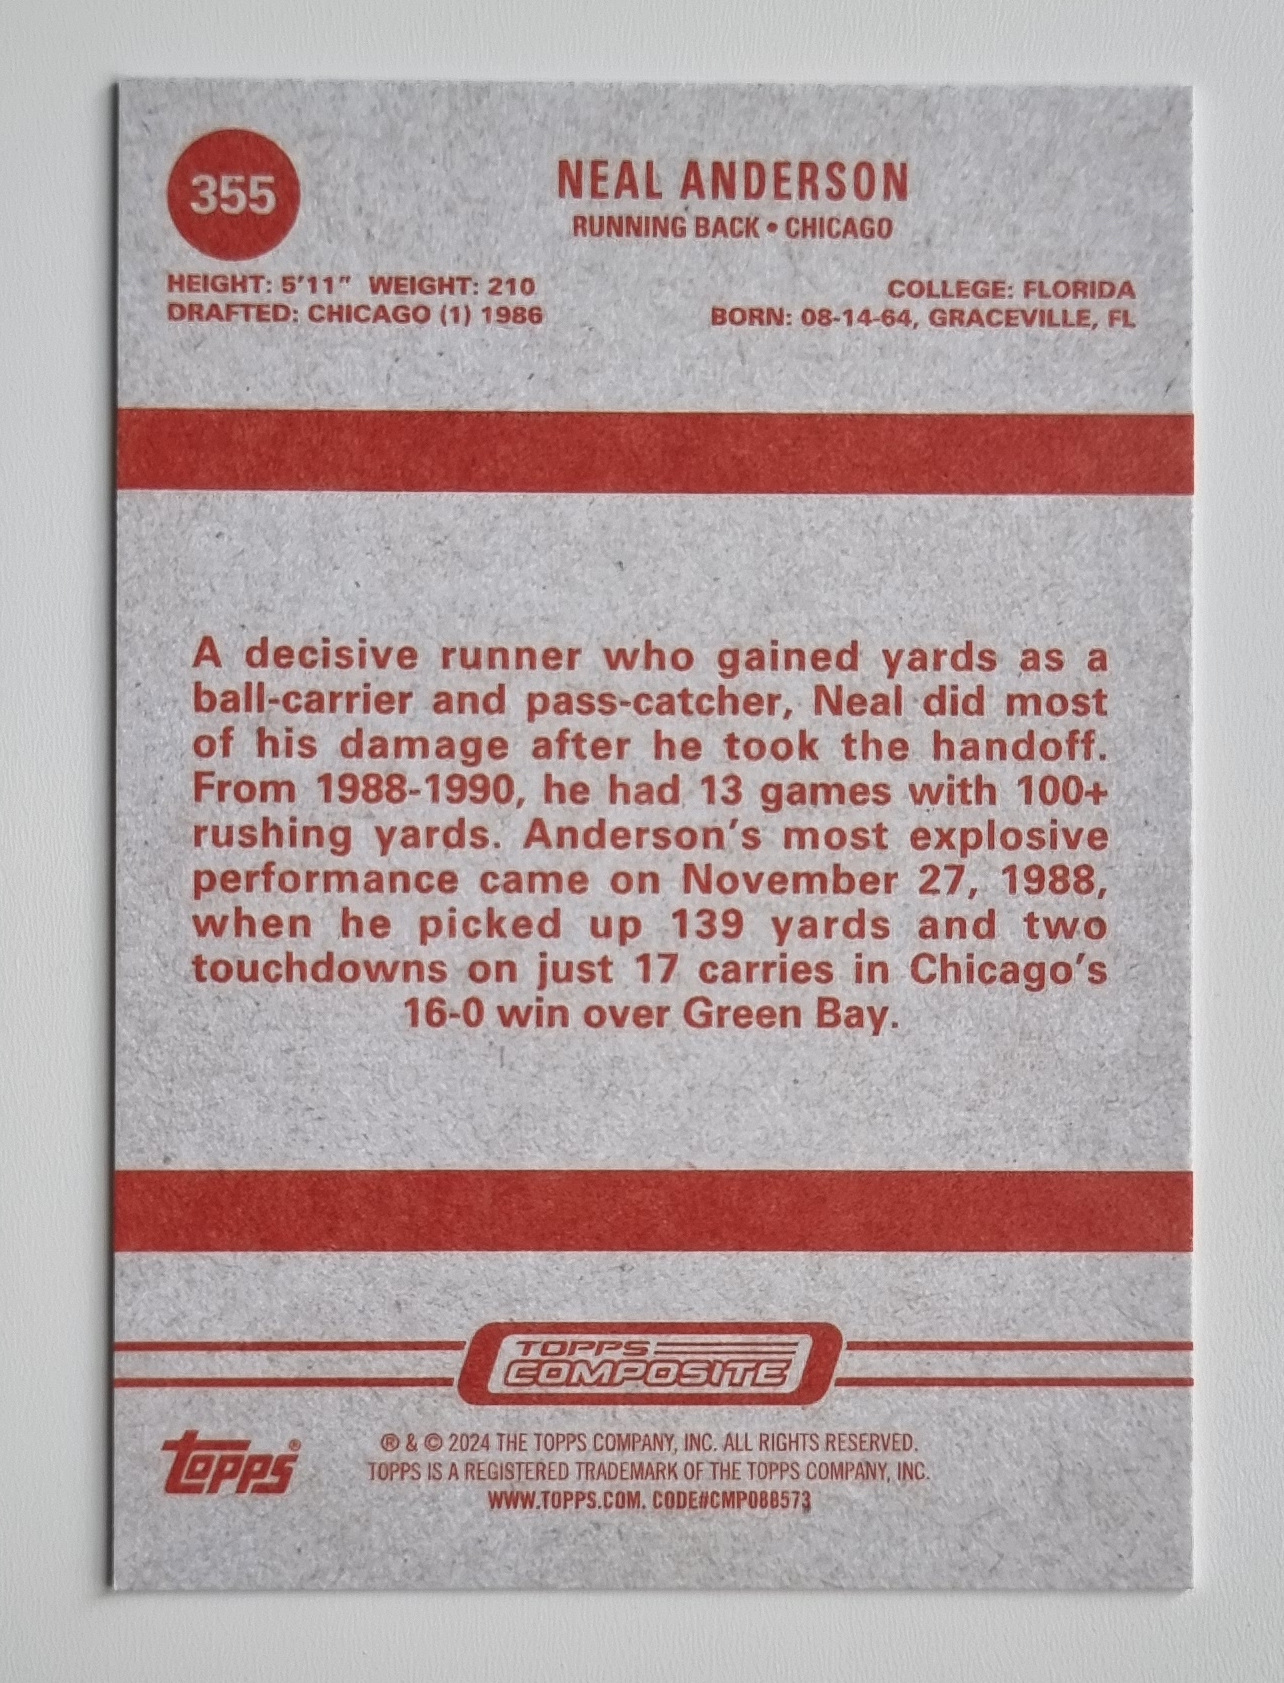 355
NEAL ANDERSON
RUNNING BACK • CHICAGO
HEIGHT: 5'11" WEIGHT: 210
DRAFTED: CHICAGO (1) 1986
COLLEGE: FLORIDA
BORN: 08-14-64, GRACEVILLE, FL
A decisive runner who gained yards as a
ball-carrier and pass-catcher, Neal did most
of his damage after he took the handoff.
From 1988-1990, he had 13 games with 100+
rushing yards. Anderson's most explosive
performance came on November 27, 1988,
when he picked up 139 yards and two
touchdowns on just 17 carries in Chicago's
16-0 win over Green Bay.
TOPPS
COMPOSITE
topps®
® & © 2024 THE TOPPS COMPANY, INC. ALL RIGHTS RESERVED.
TOPPS IS A REGISTERED TRADEMARK OF THE TOPPS COMPANY, INC.
WWW.TOPPS.COM. CODE#CMP088573